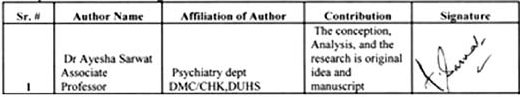 Sr. # Author Name Affiliation of Author Contribution Signature
The conception,
Analysis, and the
research is original
Dr Ayesha Sarwat idea and
Associate Psychiatry dept manuscript
1 Professor DMC/CHK,DUHS